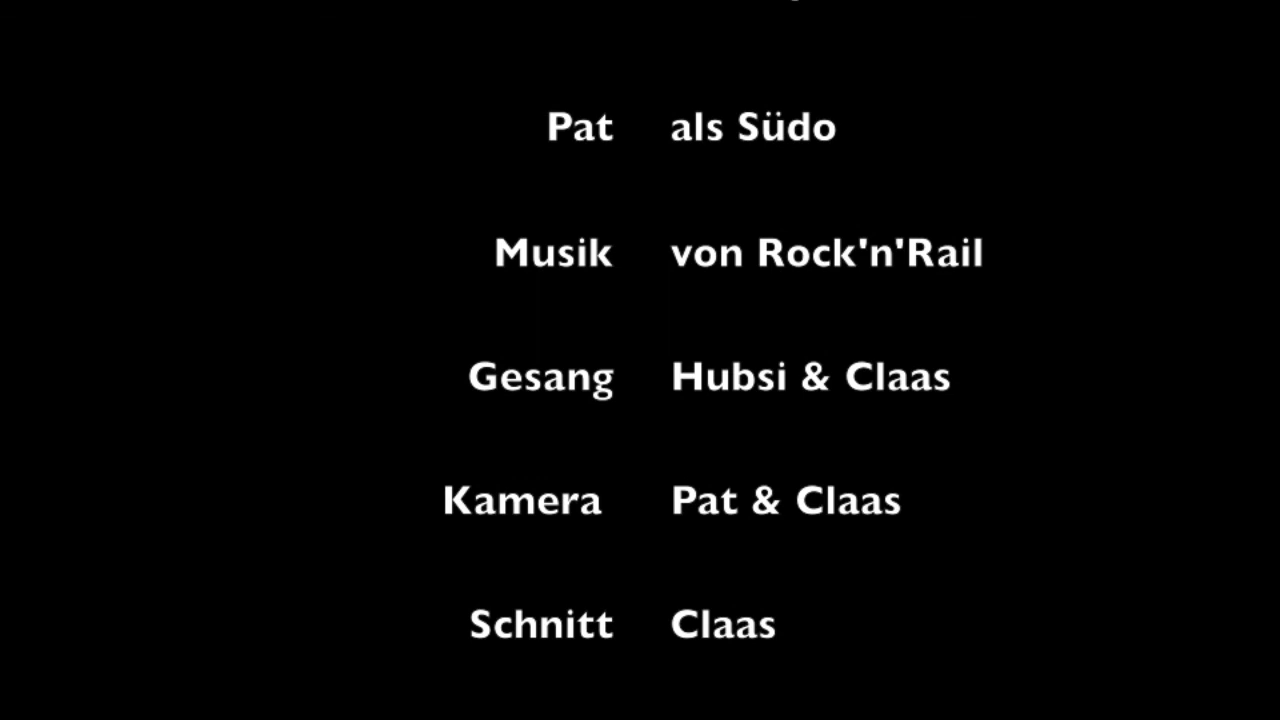 Pat als Südo
Musik von Rock'n'Rail
Gesang Hubsi & Claas
Kamera Pat & Claas
Schnitt Claas